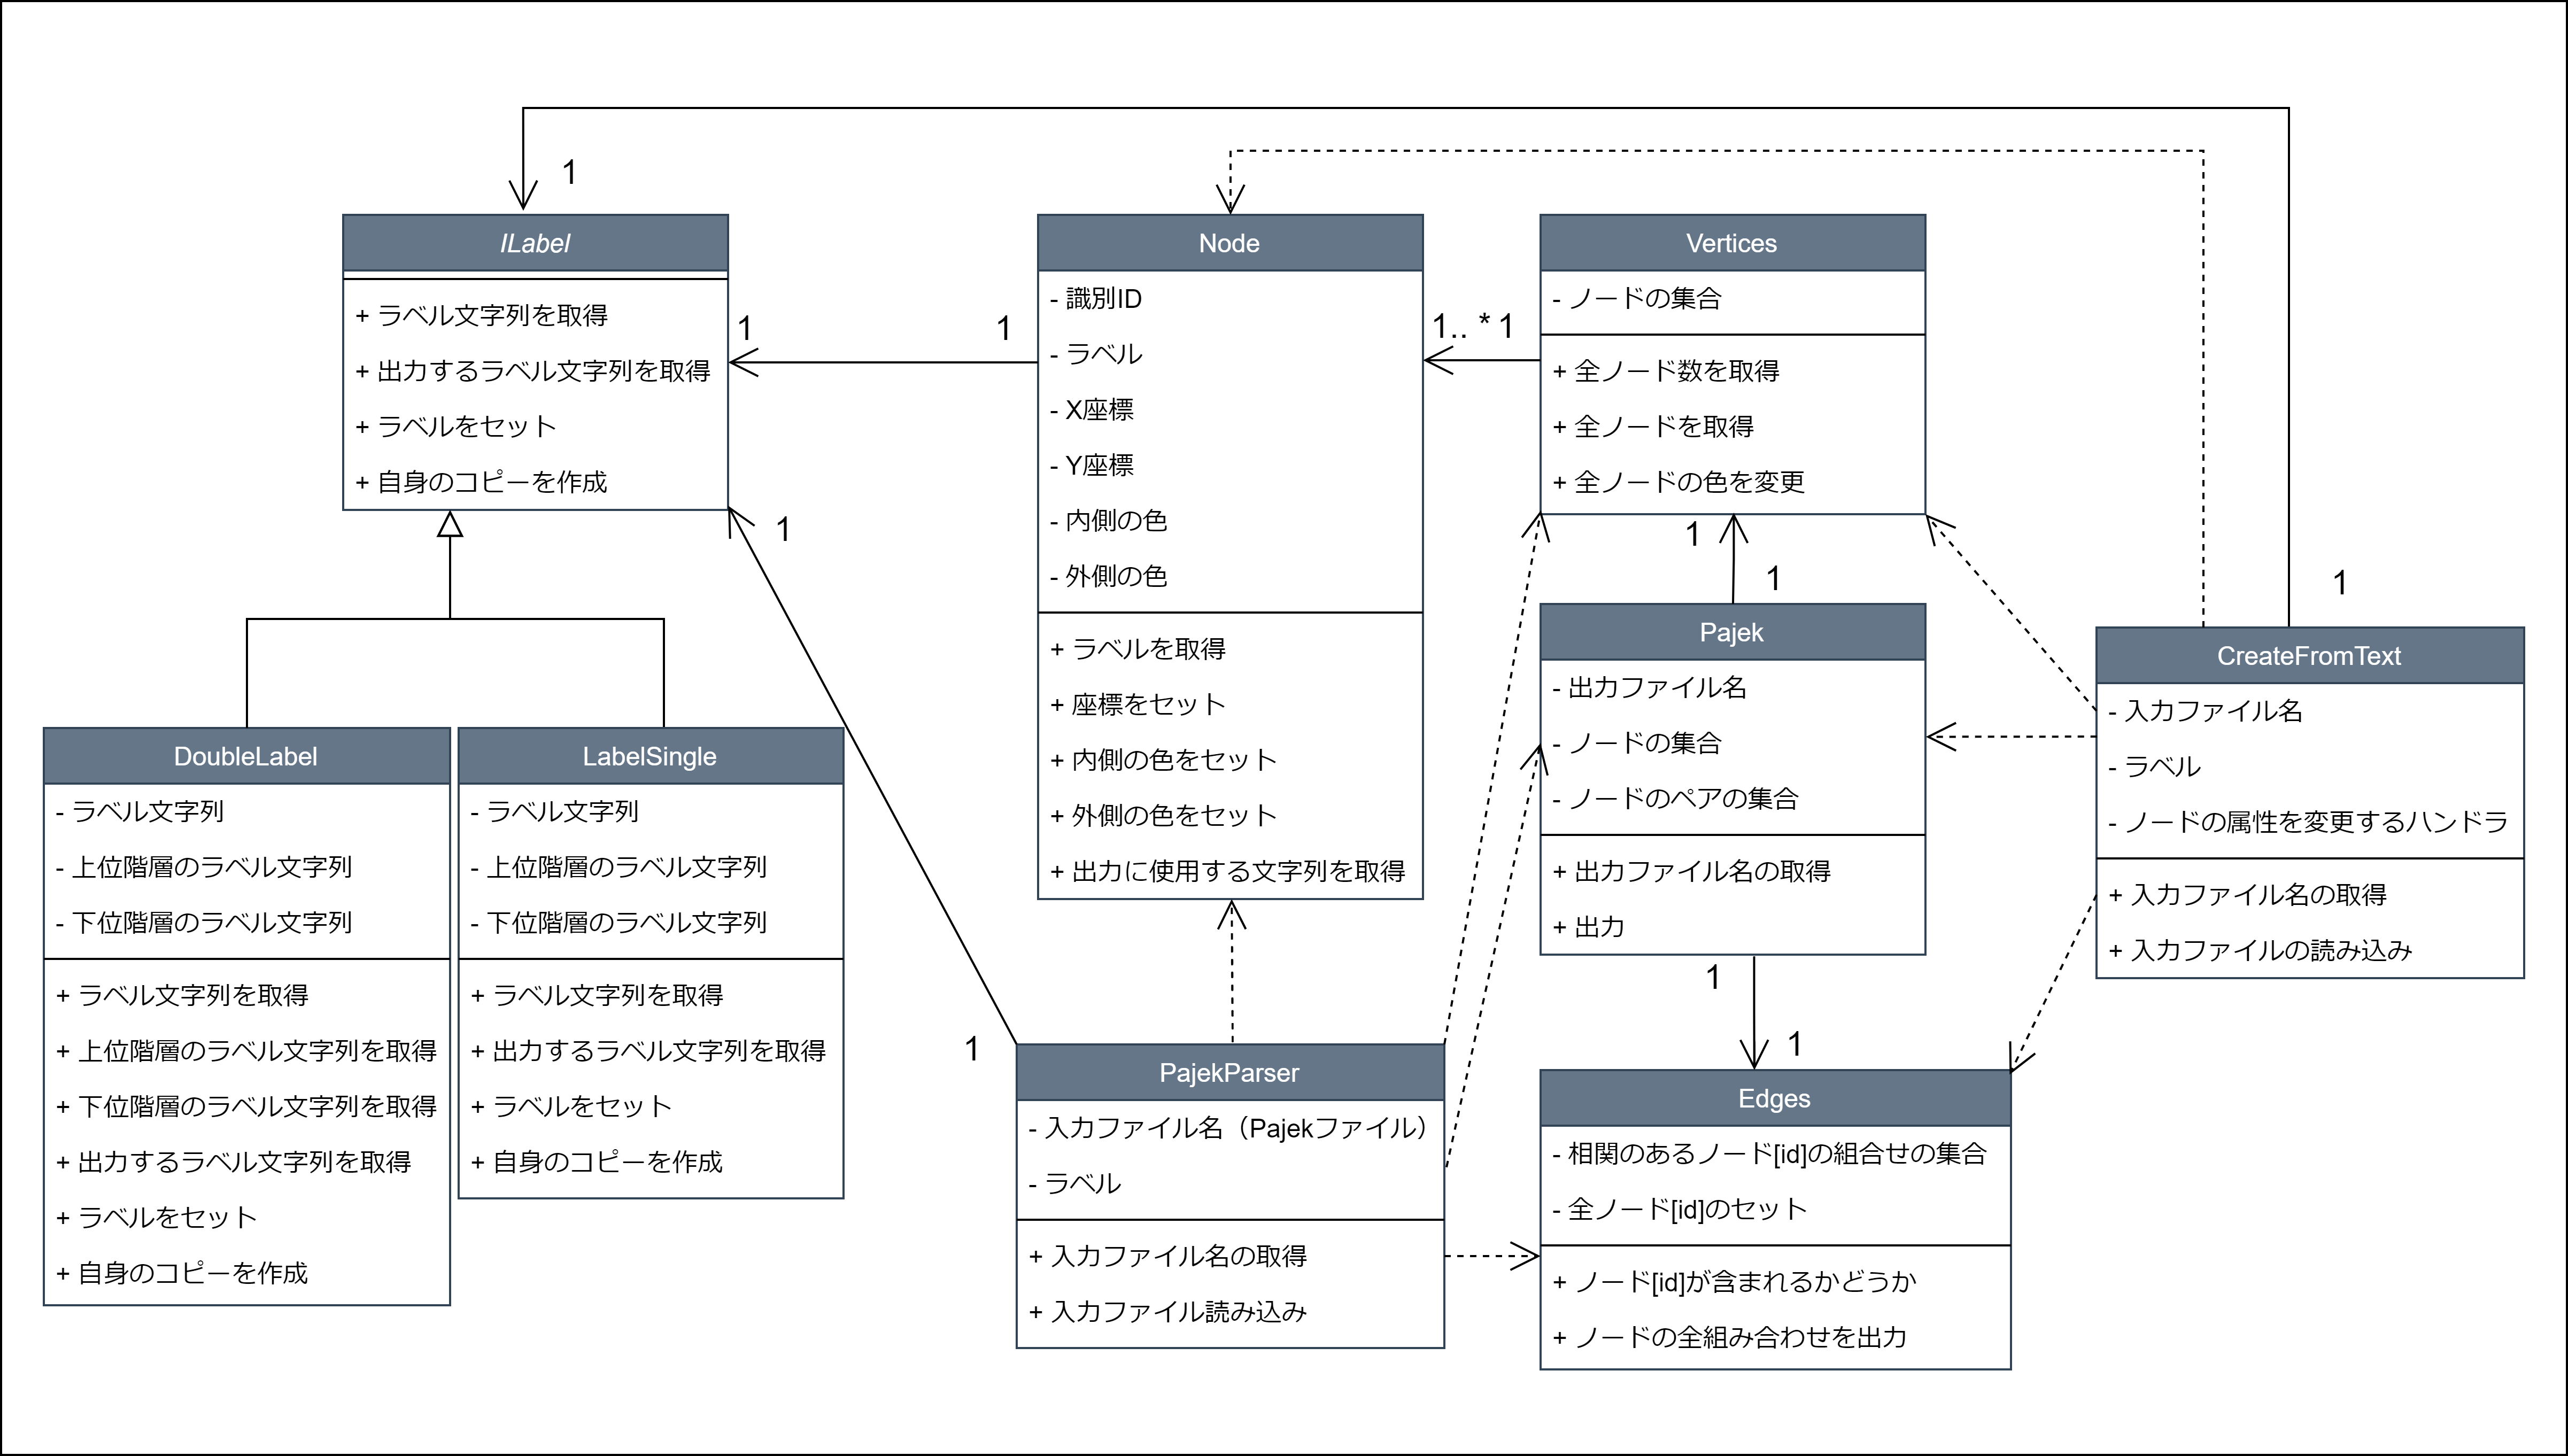 1
ILabel
+ ラベル文字列を取得
+ 出力するラベル文字列を取得
+ ラベルをセット
+ 自身のコピーを作成
1
1
1
Node
- 識別ID
- ラベル
- X座標
- Y座標
- 内側の色
- 外側の色
+ ラベルを取得
+ 座標をセット
+ 内側の色をセット
+ 外側の色をセット
+ 出力に使用する文字列を取得
1.. * 1
Vertices
- ノードの集合
+ 全ノード数を取得
+ 全ノードを取得
+ 全ノードの色を変更
1
1
Pajek
- 出力ファイル名
- ノードの集合
- ノードのペアの集合
+ 出力ファイル名の取得
+ 出力
1
CreateFromText
- 入力ファイル名
- ラベル
- ノードの属性を変更するハンドラ
+ 入力ファイル名の取得
+ 入力ファイルの読み込み
DoubleLabel
- ラベル文字列
- 上位階層のラベル文字列
- 下位階層のラベル文字列
+ ラベル文字列を取得
+ 上位階層のラベル文字列を取得
+ 下位階層のラベル文字列を取得
+ 出力するラベル文字列を取得
+ ラベルをセット
+ 自身のコピーを作成
LabelSingle
- ラベル文字列
- 上位階層のラベル文字列
- 下位階層のラベル文字列
+ ラベル文字列を取得
+ 出力するラベル文字列を取得
+ ラベルをセット
+ 自身のコピーを作成
1
PajekParser
- 入力ファイル名（Pajekファイル）
- ラベル
+ 入力ファイル名の取得
+ 入力ファイル読み込み
1
1
Edges
- 相関のあるノード[id]の組合せの集合
- 全ノード[id]のセット
+ ノード[id]が含まれるかどうか
+ ノードの全組み合わせを出力